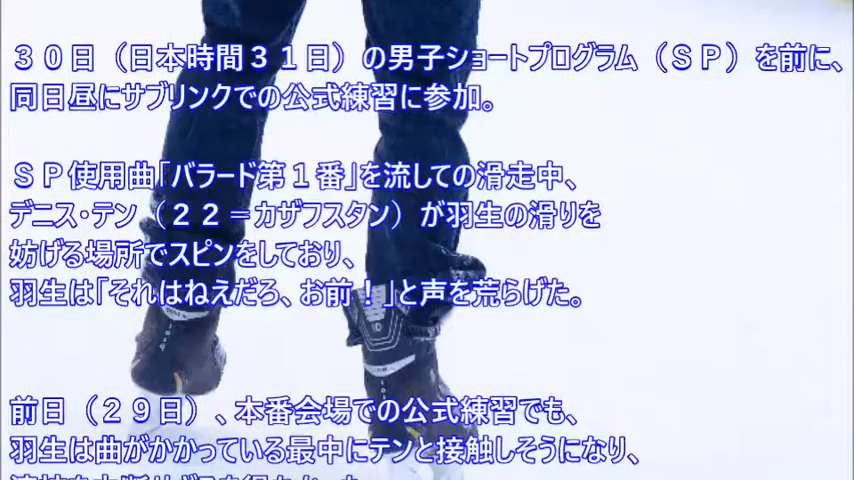 ３０日（日本時間３１日）の男子ショートプログラム（ＳＰ）を前に、
同日昼にサブリンクでの公式練習に参加。
ＳＰ使用曲「バラード第１番」を流しての滑走中、
デニス・テン（２２＝カザフスタン）が羽生の滑りを
妨げる場所でスピンをしており、
羽生は「それはねえだろ、お前！」と声を荒らげた。
前日（２９日）、本番会場での公式練習でも、
羽生は曲がかかっている最中にテンと接触しそうになり、